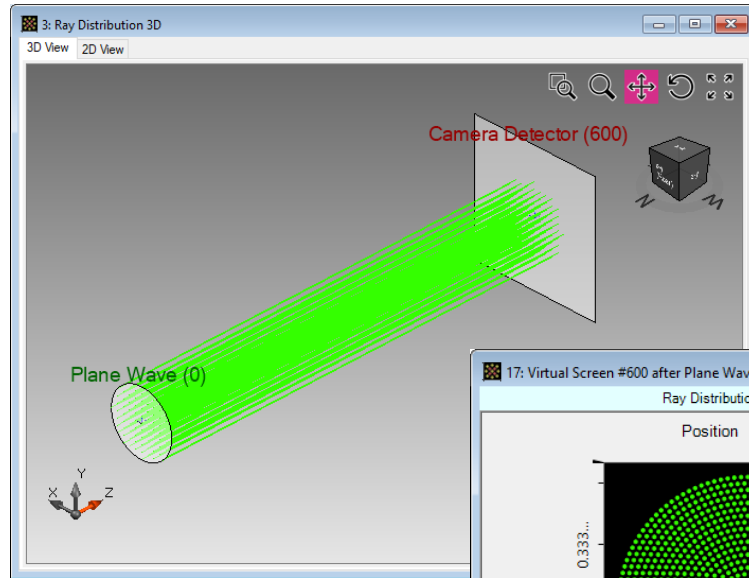 3: Ray Distribution 3D
3D View
2D View
Camera Detector (600)
Plane Wave (0)
Y
X
Z
N
M
17: Virtual Screen #600 after Plane Wav
Ray Distributio
Position
0.333...